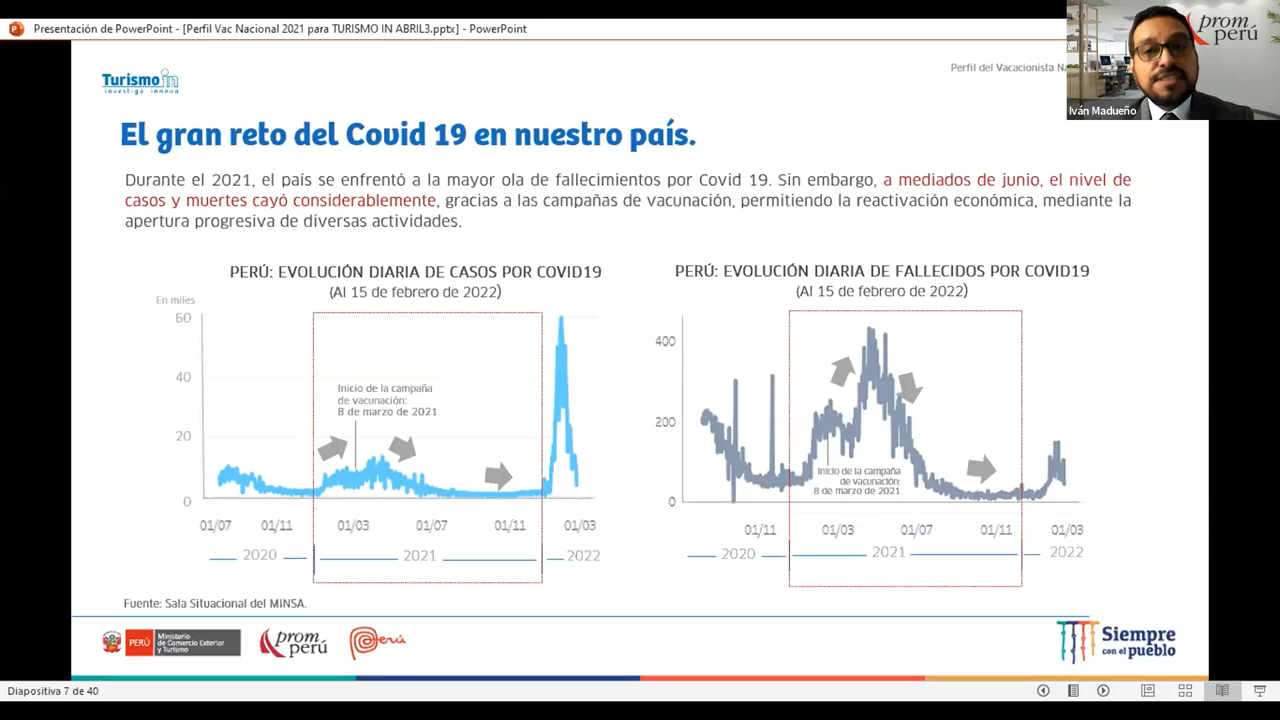 Presentación de PowerPoint - [Perfil Vac Nacional 2021 para TURISMO IN ABRIL3.pptx] - PowerPoint
prom
perú
Iván Madueño
Turismo in
investiga innova
Perfil del Vacacionista
El gran reto del Covid 19 en nuestro país.
Durante el 2021, el país se enfrentó a la mayor ola de fallecimientos por Covid 19. Sin embargo, a mediados de junio, el nivel de
casos y muertes cayó considerablemente, gracias a las campañas de vacunación, permitiendo la reactivación económica, mediante la
apertura progresiva de diversas actividades.
PERÚ: EVOLUCIÓN DIARIA DE CASOS POR COVID19
(Al 15 de febrero de 2022)
En miles
60
40
20
0
Inicio de la campaña
de vacunación:
8 de marzo de 2021
01/07 01/11 01/03 01/07 01/11 01/03
2020 2021 2022
PERÚ: EVOLUCIÓN DIARIA DE FALLECIDOS POR COVID19
(Al 15 de febrero de 2022)
400
200
0
Inicio de la campaña
de vacunación:
8 de marzo de 2021
01/11 01/03 01/07 01/11 01/03
2020 2021 2022
Fuente: Sala Situacional del MINSA.
PERÚ
Ministerio
de Comercio Exterior
y Turismo
prom
perú
Perú
Siempre
con el pueblo
Diapositiva 7 de 40